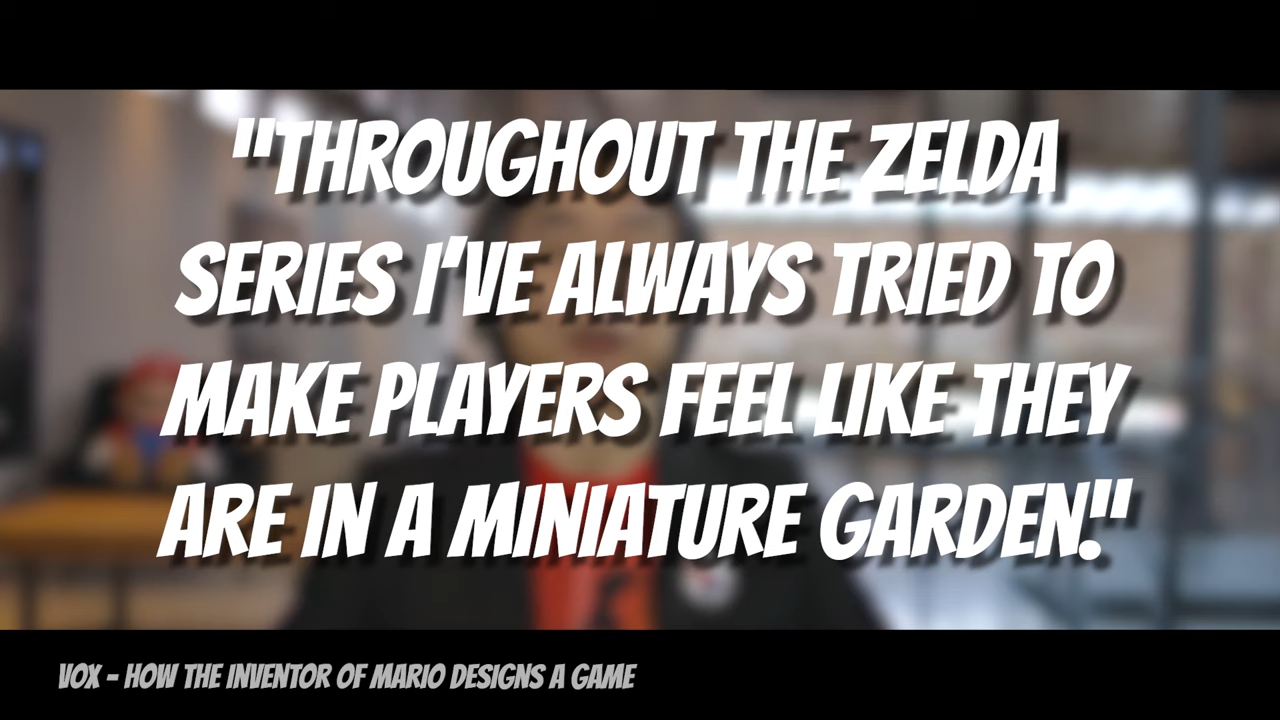 "THROUGHOUT THE ZELDA
SERIES I'VE ALWAYS TRIED TO
MAKE PLAYERS FEEL LIKE THEY
ARE IN A MINIATURE GARDEN."
VOX - HOW THE INVENTOR OF MARIO DESIGNS A GAME